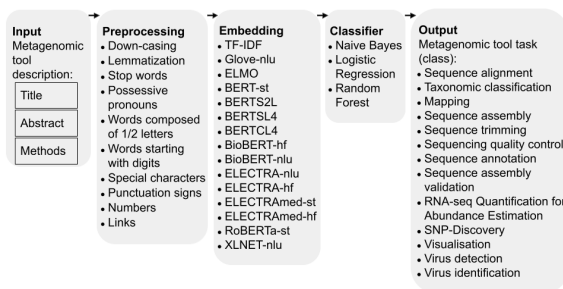 Input
Metagenomic
tool
description:
Title
Abstract
Methods
Preprocessing
• Down-casing
• Lemmatization
• Stop words
• Possessive
pronouns
• Words composed
of 1/2 letters
• Words starting
with digits
• Special characters
• Punctuation signs
• Numbers
• Links
Embedding
• TF-IDF
• Glove-nlu
• ELMO
• BERT-st
• BERTS2L
• BERTSL4
• BERTCL4
• BioBERT-hf
• BioBERT-nlu
• ELECTRA-nlu
• ELECTRA-hf
• ELECTRAmed-st
• ELECTRAmed-hf
• RoBERTa-st
• XLNET-nlu
Classifier
• Naive Bayes
• Logistic
Regression
• Random
Forest
Output
Metagenomic tool task
(class):
• Sequence alignment
• Taxonomic classification
• Mapping
• Sequence assembly
• Sequence trimming
• Sequencing quality control
• Sequence annotation
• Sequence assembly
validation
• RNA-seq Quantification for
Abundance Estimation
• SNP-Discovery
• Visualisation
• Virus detection
• Virus identification